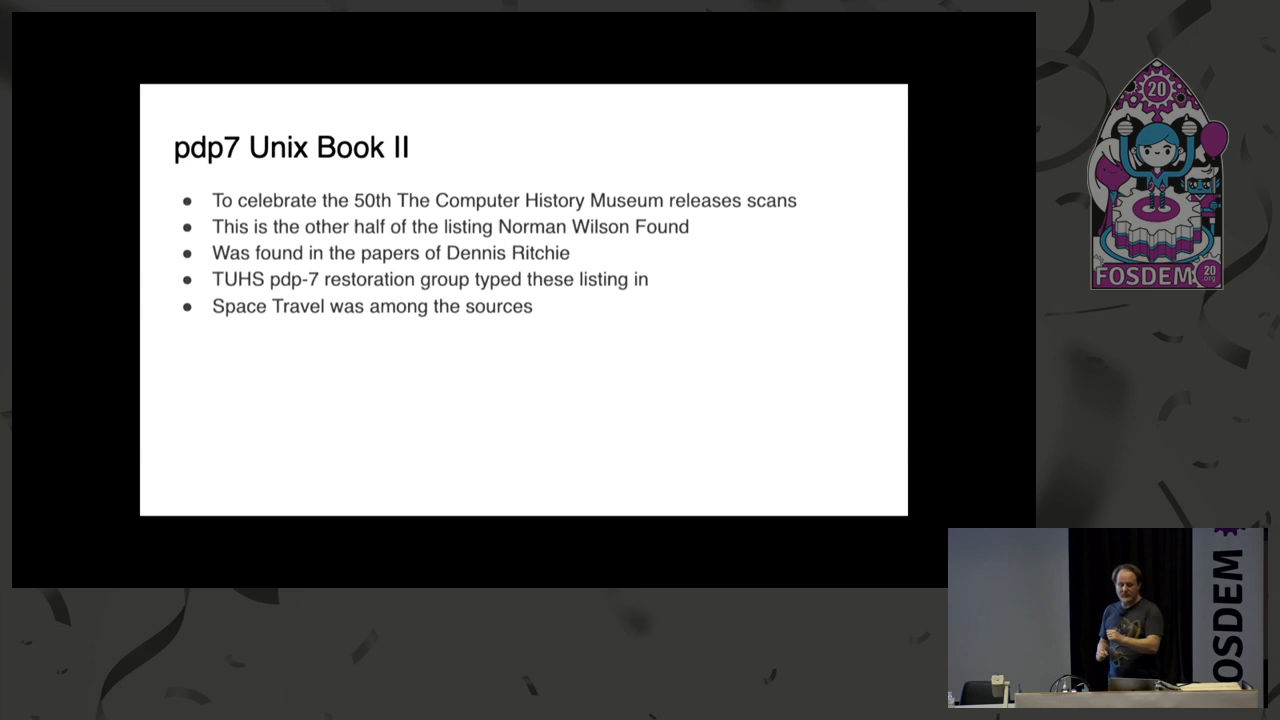 pdp7 Unix Book II
● To celebrate the 50th The Computer History Museum releases scans
● This is the other half of the listing Norman Wilson Found
● Was found in the papers of Dennis Ritchie
● TUHS pdp-7 restoration group typed these listing in
● Space Travel was among the sources
20
FOSDEM 20
.org
OSDEM